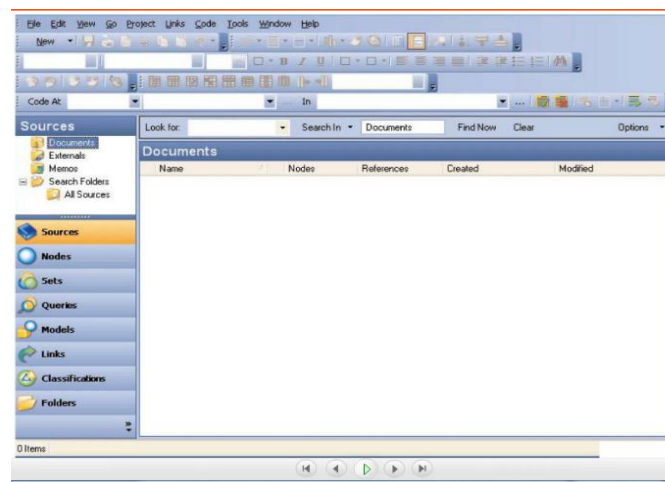 File Edit View Go Project Links Code Tools Window Help
New
Code At In
Sources
Documents
Externals
Memos
Search Folders
All Sources
Look for: Search In Documents Find Now Clear Options
Documents
Name Nodes References Created Modified
Sources
Nodes
Sets
Queries
Models
Links
Classifications
Folders
0 Items